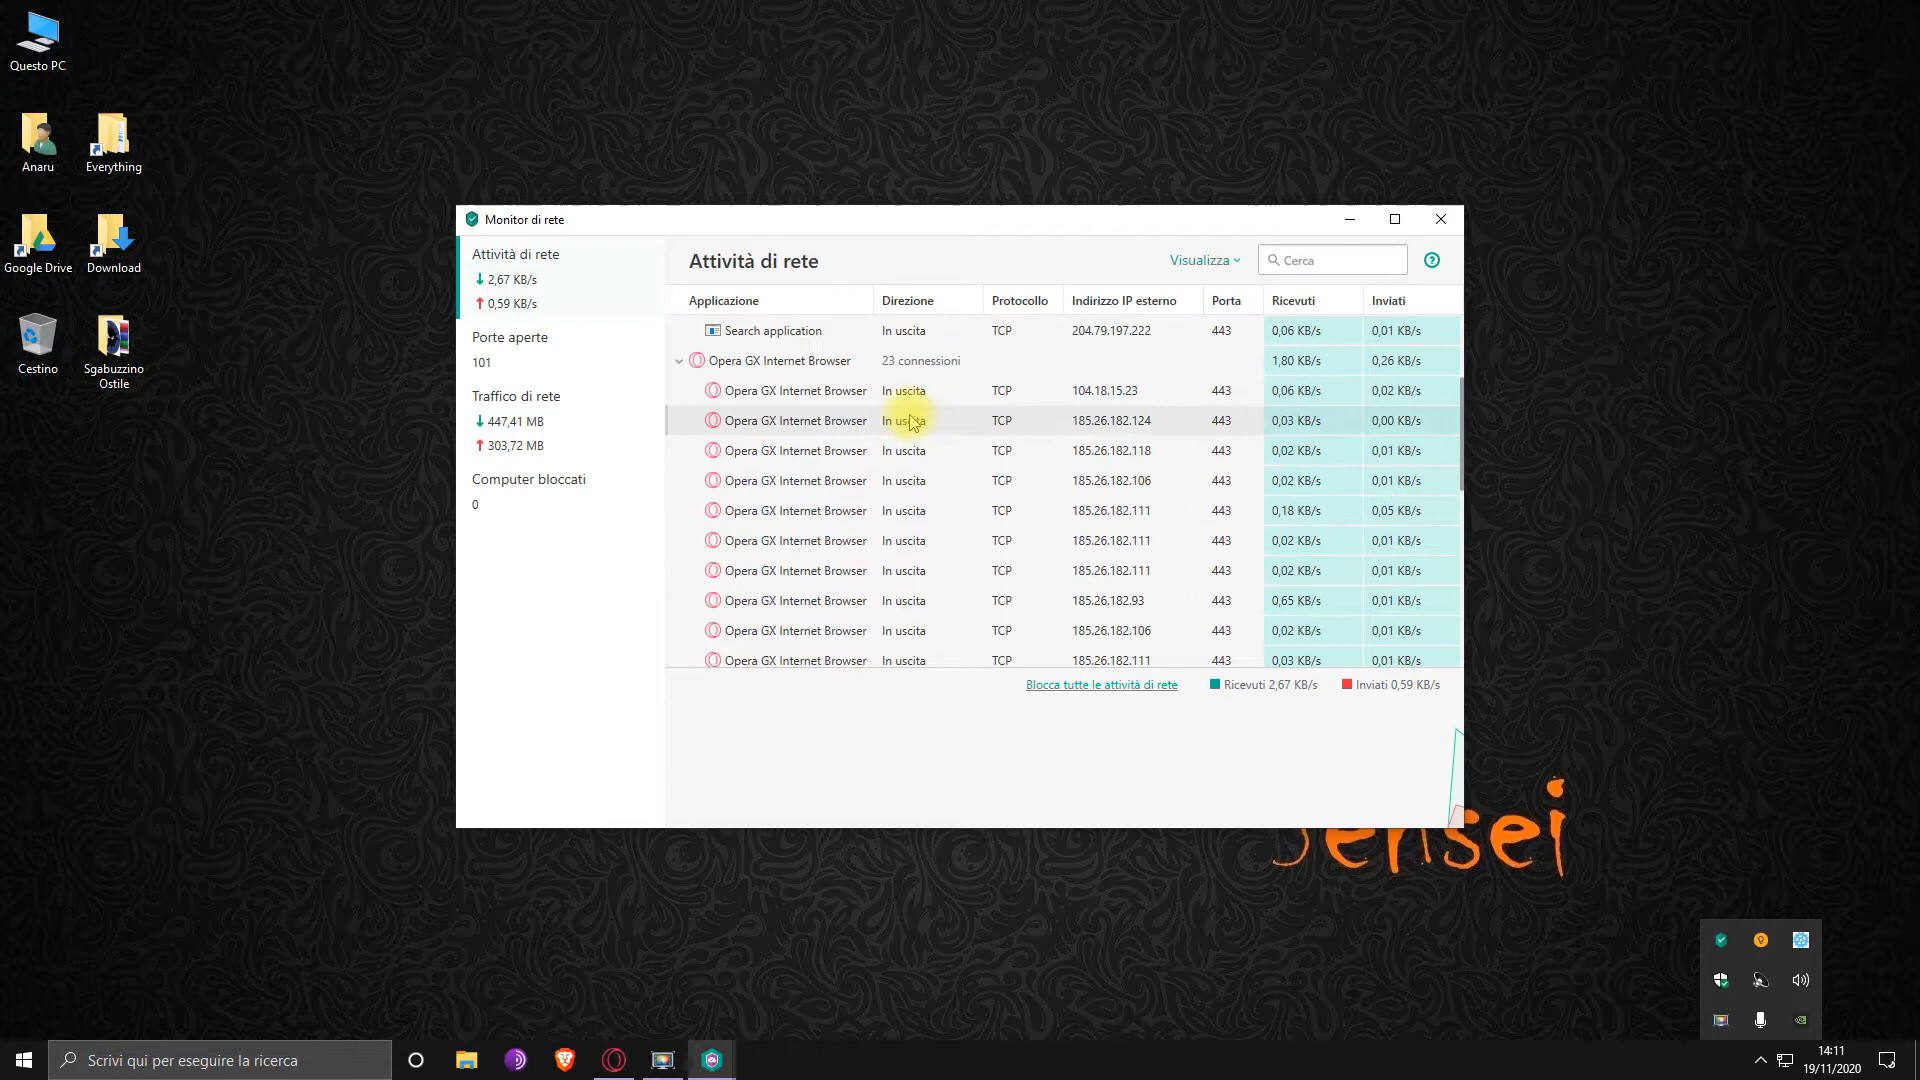 Questo PC
Anaru
Everything
Google Drive
Download
Cestino
Sgabuzzino
Ostile
Monitor di rete
Attività di rete
2,67 KB/s
0,59 KB/s
Porte aperte
101
Traffico di rete
447,41 MB
303,72 MB
Computer bloccati
0
Attività di rete
Visualizza
Cerca
Applicazione Direzione Protocollo Indirizzo IP esterno Porta Ricevuti Inviati
Search application In uscita TCP 204.79.197.222 443 0,06 KB/s 0,01 KB/s
Opera GX Internet Browser 23 connessioni 1,80 KB/s 0,26 KB/s
Opera GX Internet Browser In uscita TCP 104.18.15.23 443 0,06 KB/s 0,02 KB/s
Opera GX Internet Browser In uscita TCP 185.26.182.124 443 0,03 KB/s 0,00 KB/s
Opera GX Internet Browser In uscita TCP 185.26.182.118 443 0,02 KB/s 0,01 KB/s
Opera GX Internet Browser In uscita TCP 185.26.182.106 443 0,02 KB/s 0,01 KB/s
Opera GX Internet Browser In uscita TCP 185.26.182.111 443 0,18 KB/s 0,05 KB/s
Opera GX Internet Browser In uscita TCP 185.26.182.111 443 0,02 KB/s 0,01 KB/s
Opera GX Internet Browser In uscita TCP 185.26.182.111 443 0,02 KB/s 0,01 KB/s
Opera GX Internet Browser In uscita TCP 185.26.182.93 443 0,65 KB/s 0,01 KB/s
Opera GX Internet Browser In uscita TCP 185.26.182.106 443 0,02 KB/s 0,01 KB/s
Opera GX Internet Browser In uscita TCP 185.26.182.111 443 0,03 KB/s 0,01 KB/s
Blocca tutte le attività di rete
Ricevuti 2,67 KB/s
Inviati 0,59 KB/s
Sensei
Scrivi qui per eseguire la ricerca
14:11
19/11/2020